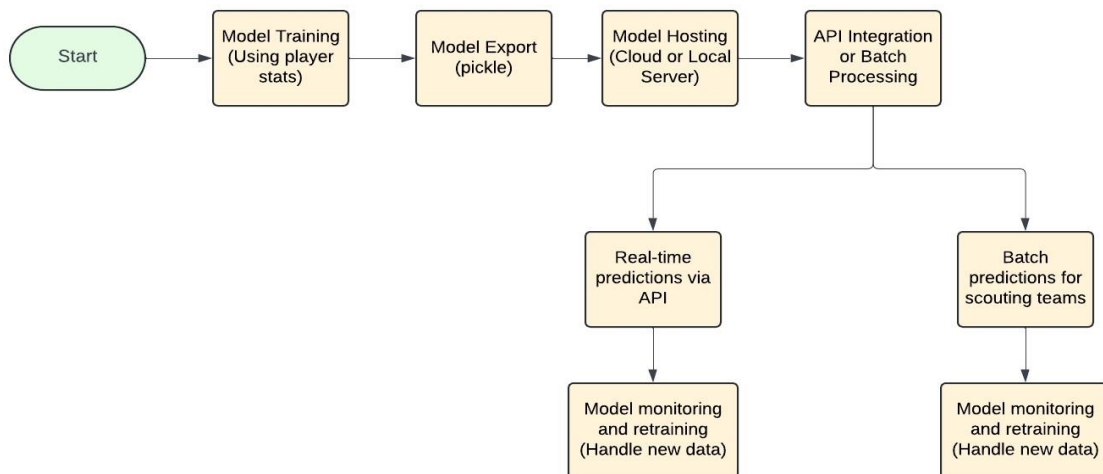 Start
Model Training
(Using player
stats)
Model Export
(pickle)
Model Hosting
(Cloud or Local
Server)
API Integration
or Batch
Processing
Real-time
predictions via
API
Batch
predictions for
scouting teams
Model monitoring
and retraining
(Handle new data)
Model monitoring
and retraining
(Handle new data)